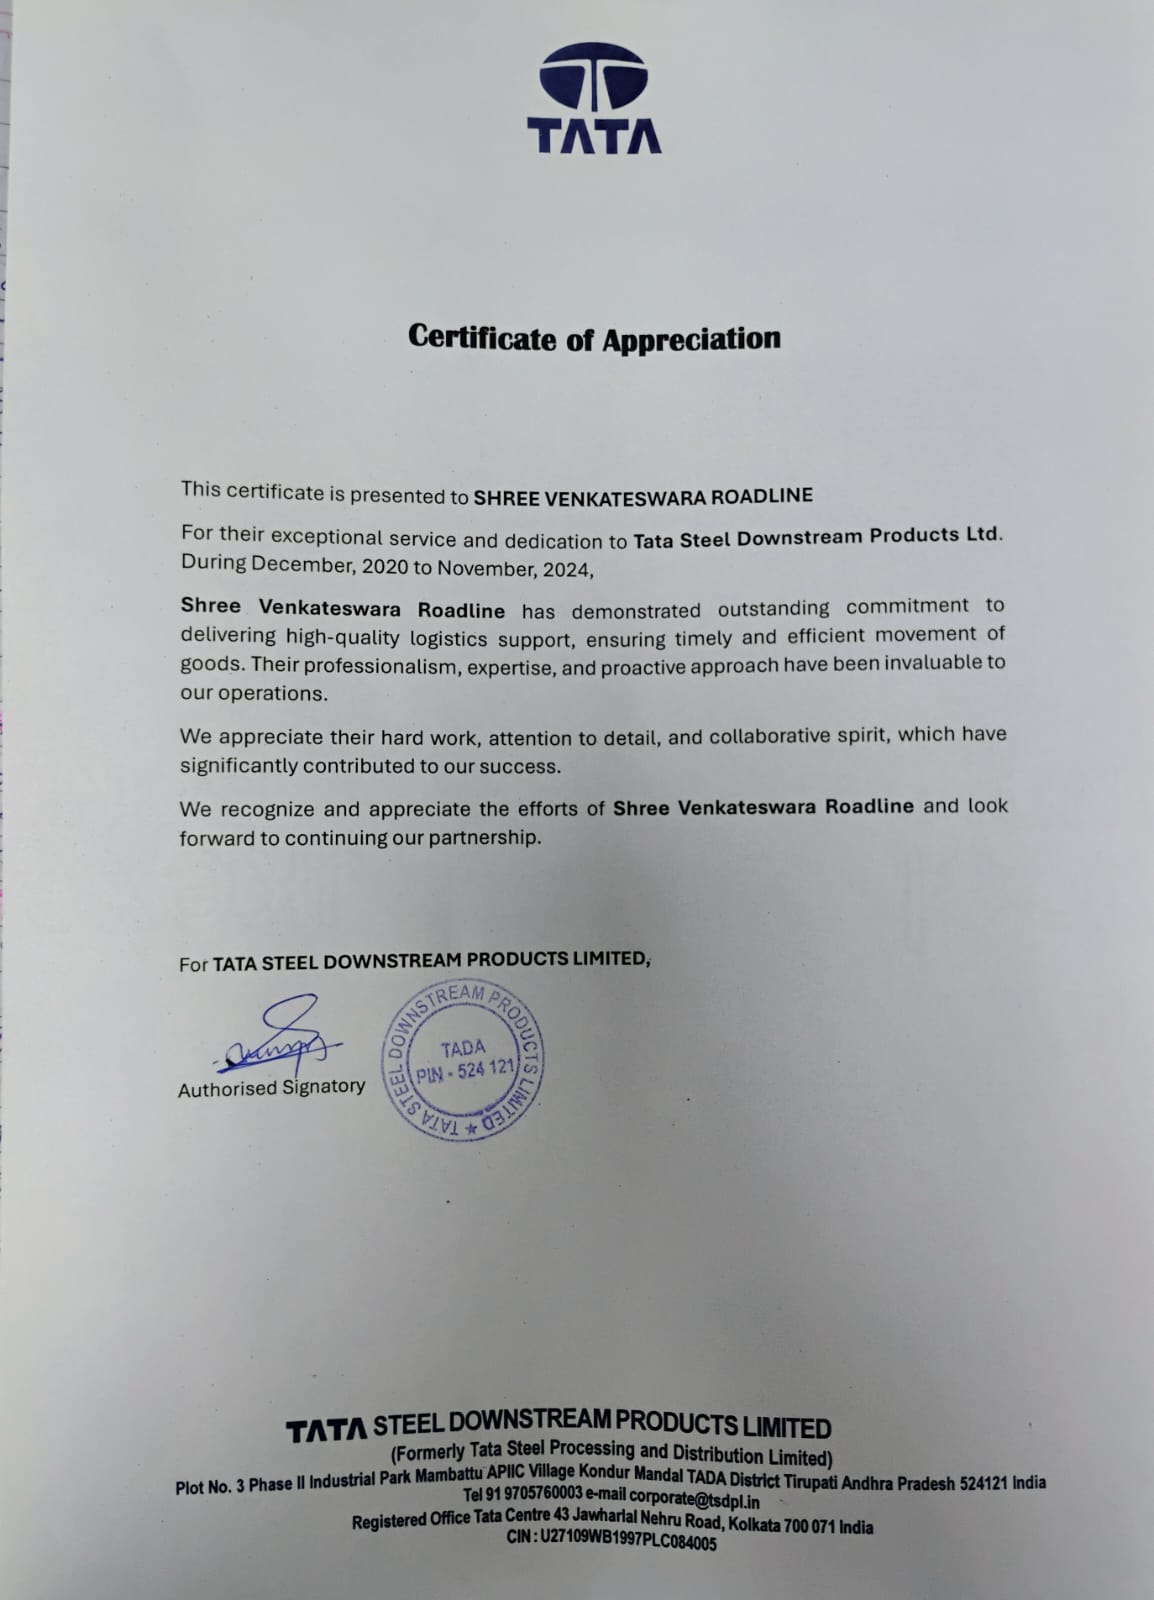 TATA
Certificate of Appreciation
This certificate is presented to SHREE VENKATESWARA ROADLINE
For their exceptional service and dedication to Tata Steel Downstream Products Ltd.
During December, 2020 to November, 2024,
Shree Venkateswara Roadline has demonstrated outstanding commitment to
delivering high-quality logistics support, ensuring timely and efficient movement of
goods. Their professionalism, expertise, and proactive approach have been invaluable to
our operations.
We appreciate their hard work, attention to detail, and collaborative spirit, which have
significantly contributed to our success.
We recognize and appreciate the efforts of Shree Venkateswara Roadline and look
forward to continuing our partnership.
For TATA STEEL DOWNSTREAM PRODUCTS LIMITED,
Authorised Signatory
TATA STEEL DOWNSTREAM PRODUCTS LIMITED ★
TADA
PIN - 524 121
TATA STEEL DOWNSTREAM PRODUCTS LIMITED
(Formerly Tata Steel Processing and Distribution Limited)
Plot No. 3 Phase II Industrial Park Mambattu APIIC Village Kondur Mandal TADA District Tirupati Andhra Pradesh 524121 India
Tel 91 9705760003 e-mail corporate@tsdpl.in
Registered Office Tata Centre 43 Jawharlal Nehru Road, Kolkata 700 071 India
CIN : U27109WB1997PLC084005